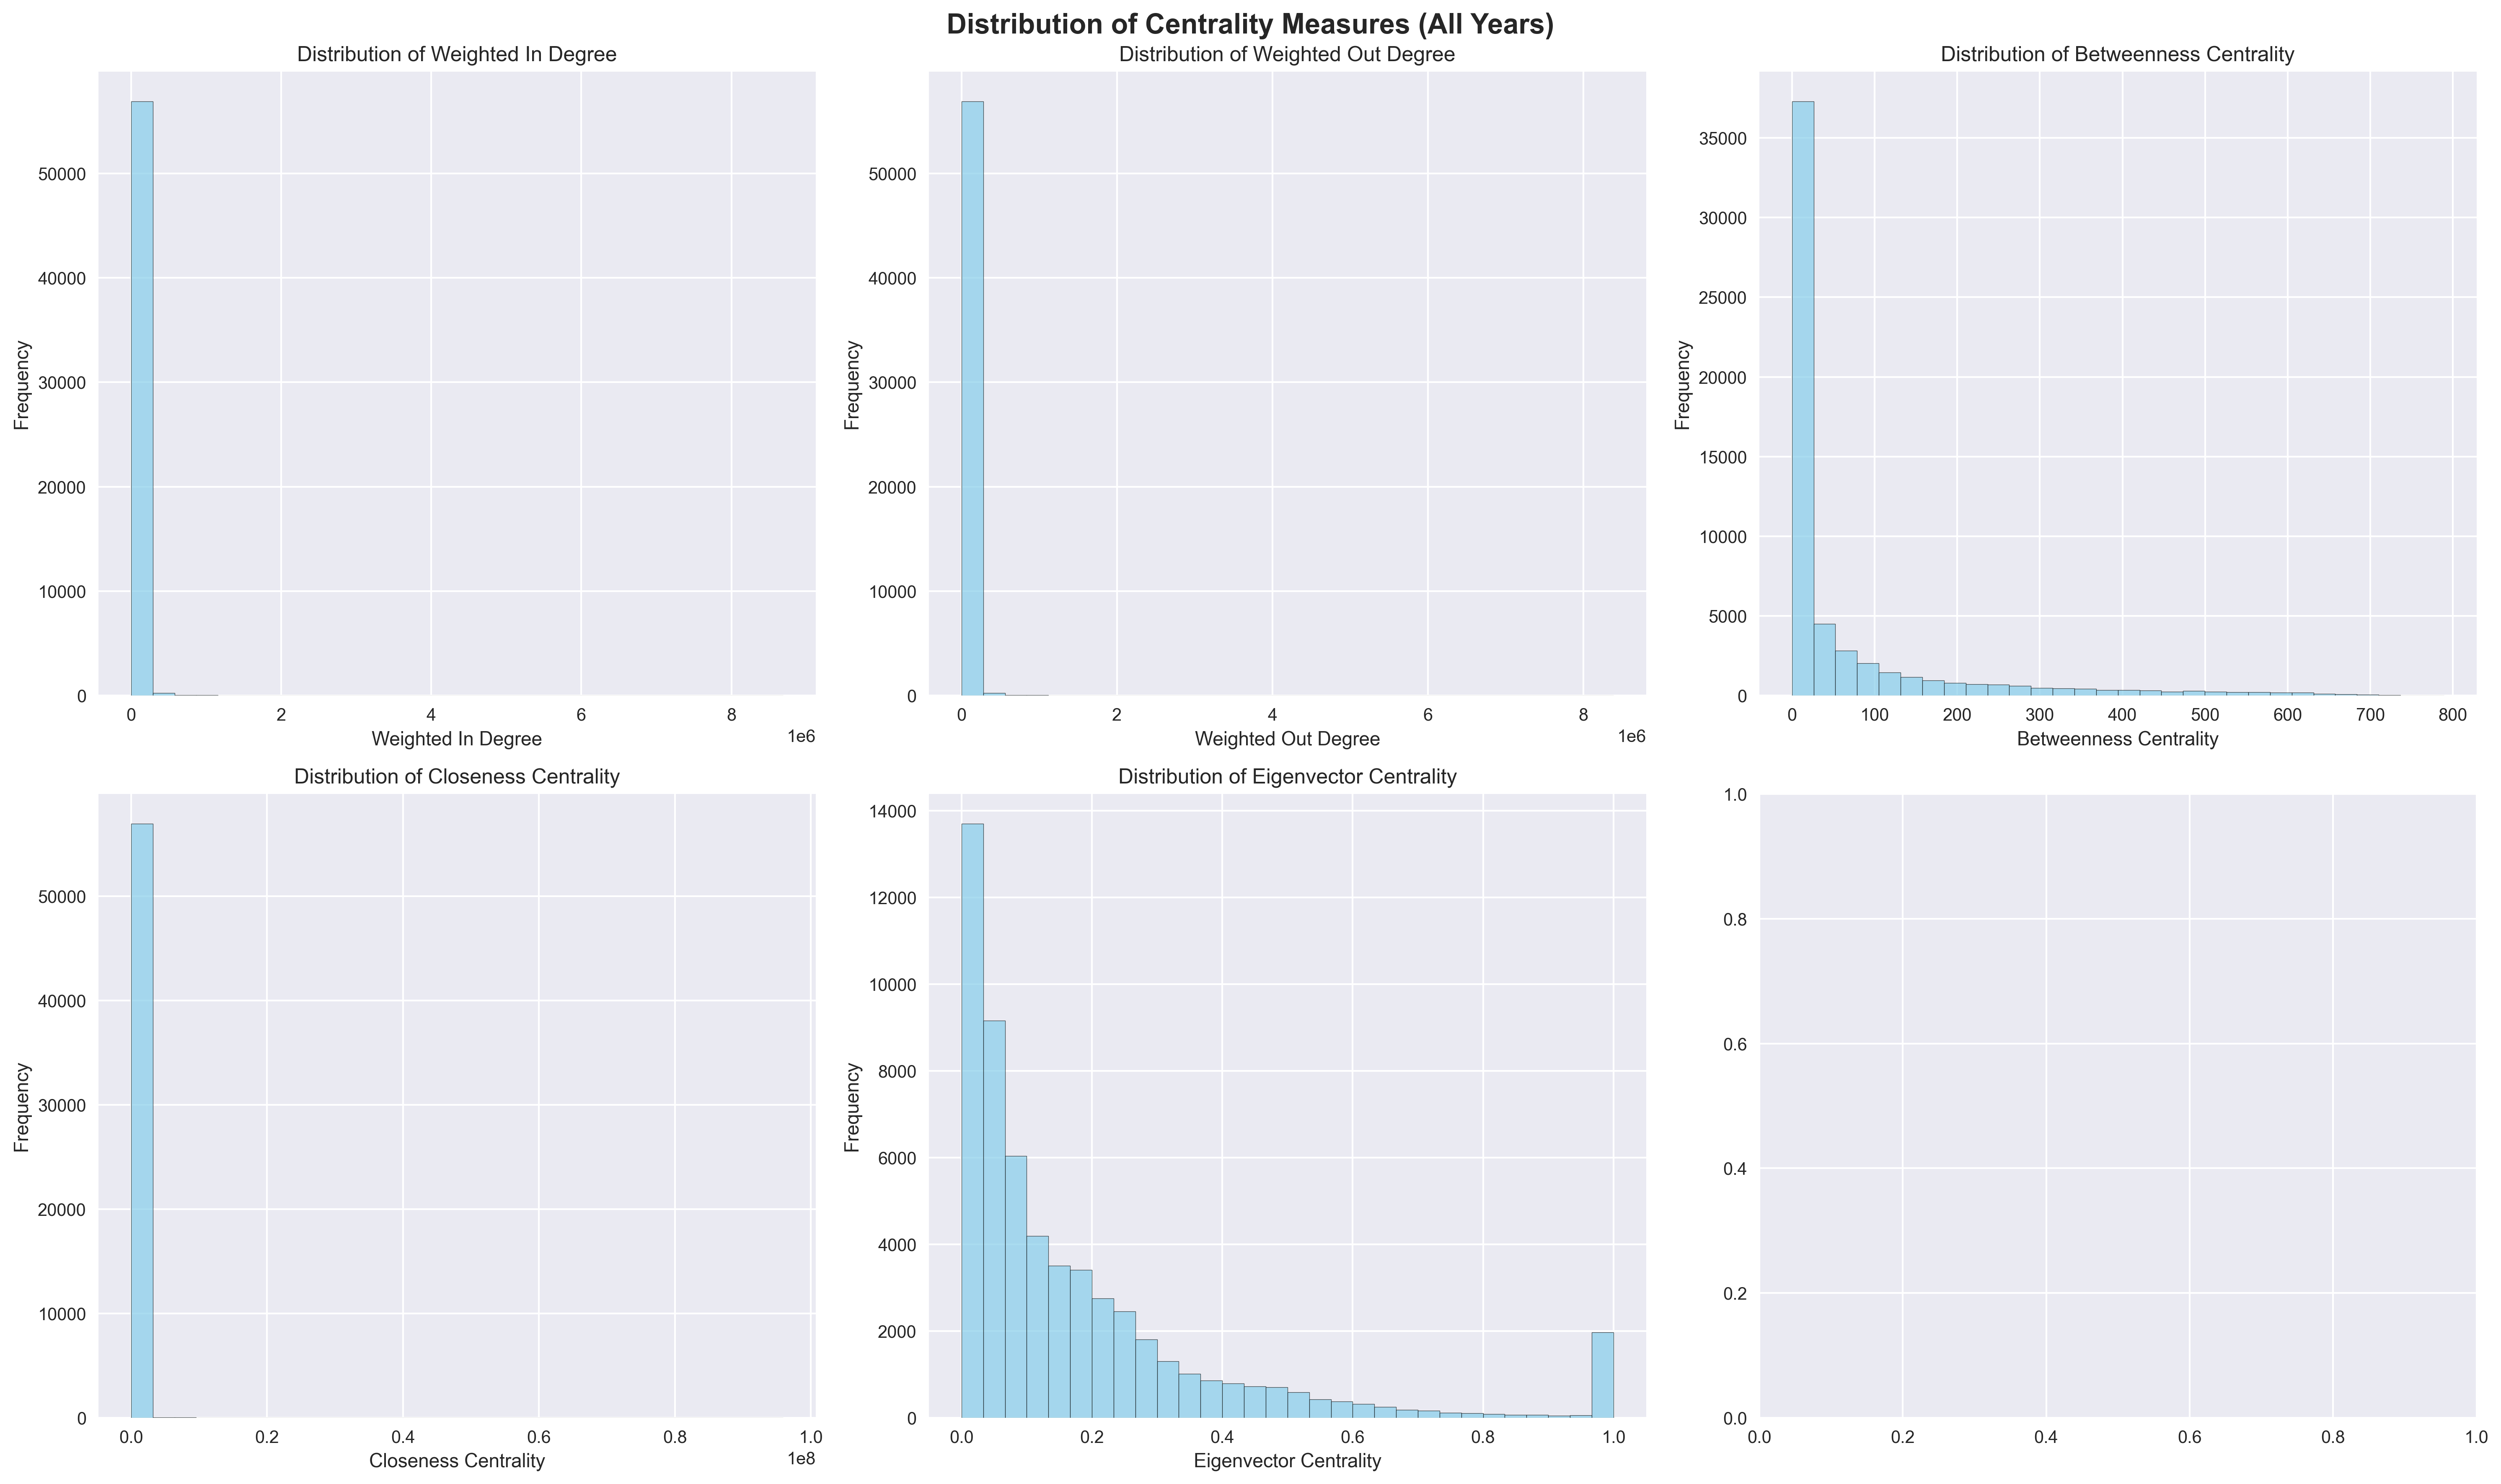 Distribution of Centrality Measures (All Years)
Distribution of Weighted In Degree
50000
40000
30000
20000
10000
0
Frequency
0 2 4 6 8
1e6
Weighted In Degree
Distribution of Weighted Out Degree
50000
40000
30000
20000
10000
0
Frequency
0 2 4 6 8
1e6
Weighted Out Degree
Distribution of Betweenness Centrality
35000
30000
25000
20000
15000
10000
5000
0
Frequency
0 100 200 300 400 500 600 700 800
Betweenness Centrality
Distribution of Closeness Centrality
50000
40000
30000
20000
10000
0
Frequency
0.0 0.2 0.4 0.6 0.8 1.0
1e8
Closeness Centrality
Distribution of Eigenvector Centrality
14000
12000
10000
8000
6000
4000
2000
0
Frequency
0.0 0.2 0.4 0.6 0.8 1.0
Eigenvector Centrality
1.0
0.8
0.6
0.4
0.2
0.0
0.0 0.2 0.4 0.6 0.8 1.0